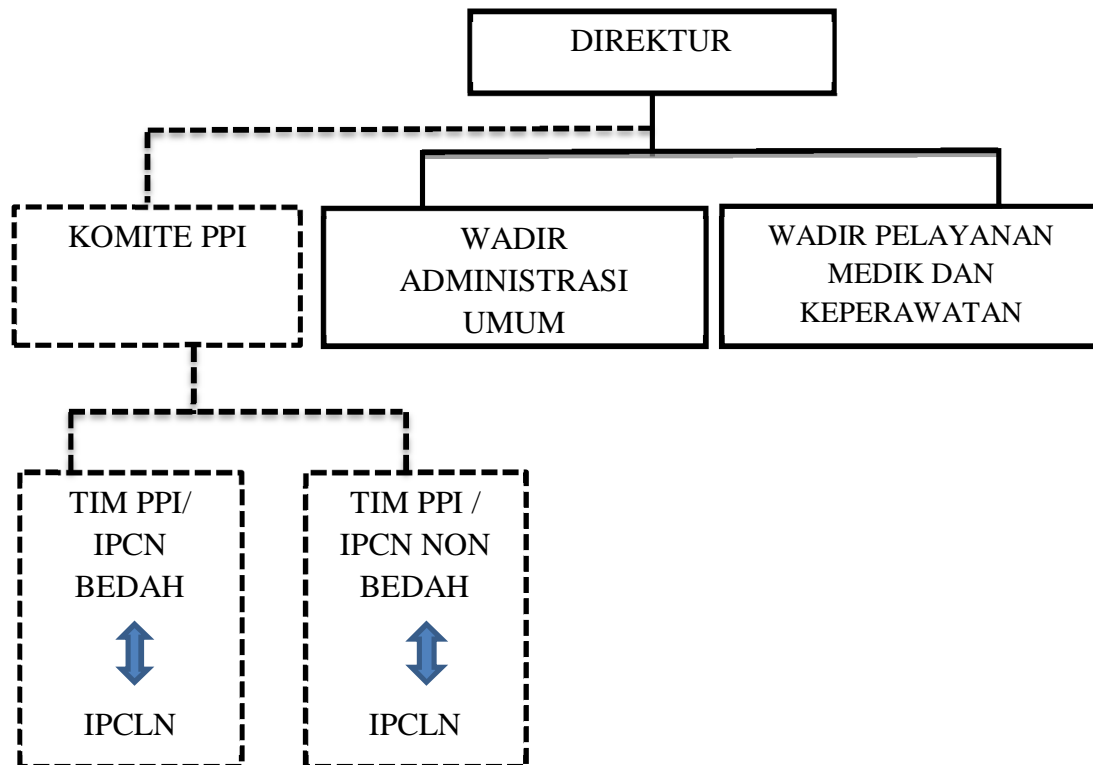 DIREKTUR
KOMITE PPI
WADIR
ADMINISTRASI
UMUM
WADIR PELAYANAN
MEDIK DAN
KEPERAWATAN
TIM PPI/
IPCN
BEDAH
IPCLN
TIM PPI /
IPCN NON
BEDAH
IPCLN